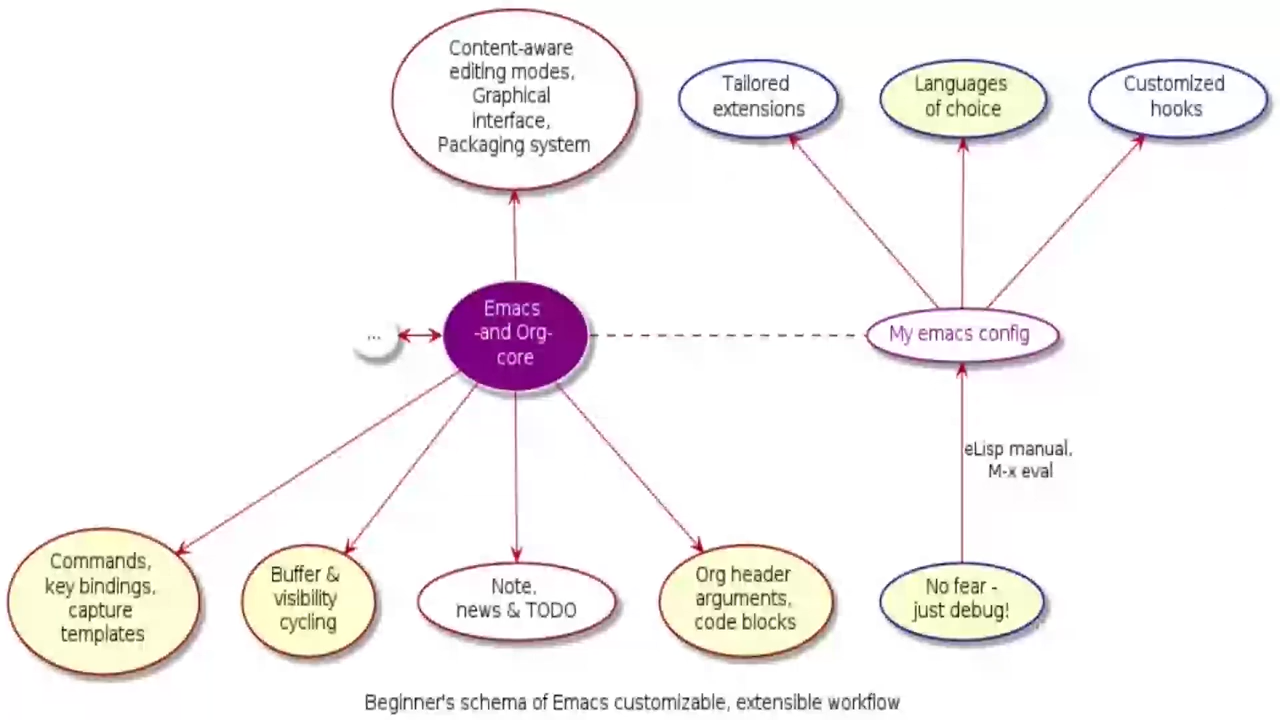 Content-aware
editing modes,
Graphical
interface,
Packaging system
Tailored
extensions
Languages
of choice
Customized
hooks
...
Emacs
-and Org-
core
My emacs config
eLisp manual,
M-x eval
Commands,
key bindings,
capture
templates
Buffer &
visibility
cycling
Note,
news & TODO
Org header
arguments,
code blocks
No fear -
just debug!
Beginner's schema of Emacs customizable, extensible workflow